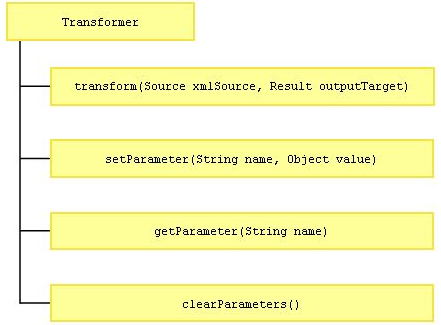 Transformer
transform(Source xmlSource, Result outputTarget)
setParameter(String name, Object value)
getParameter(String name)
clearParameters()